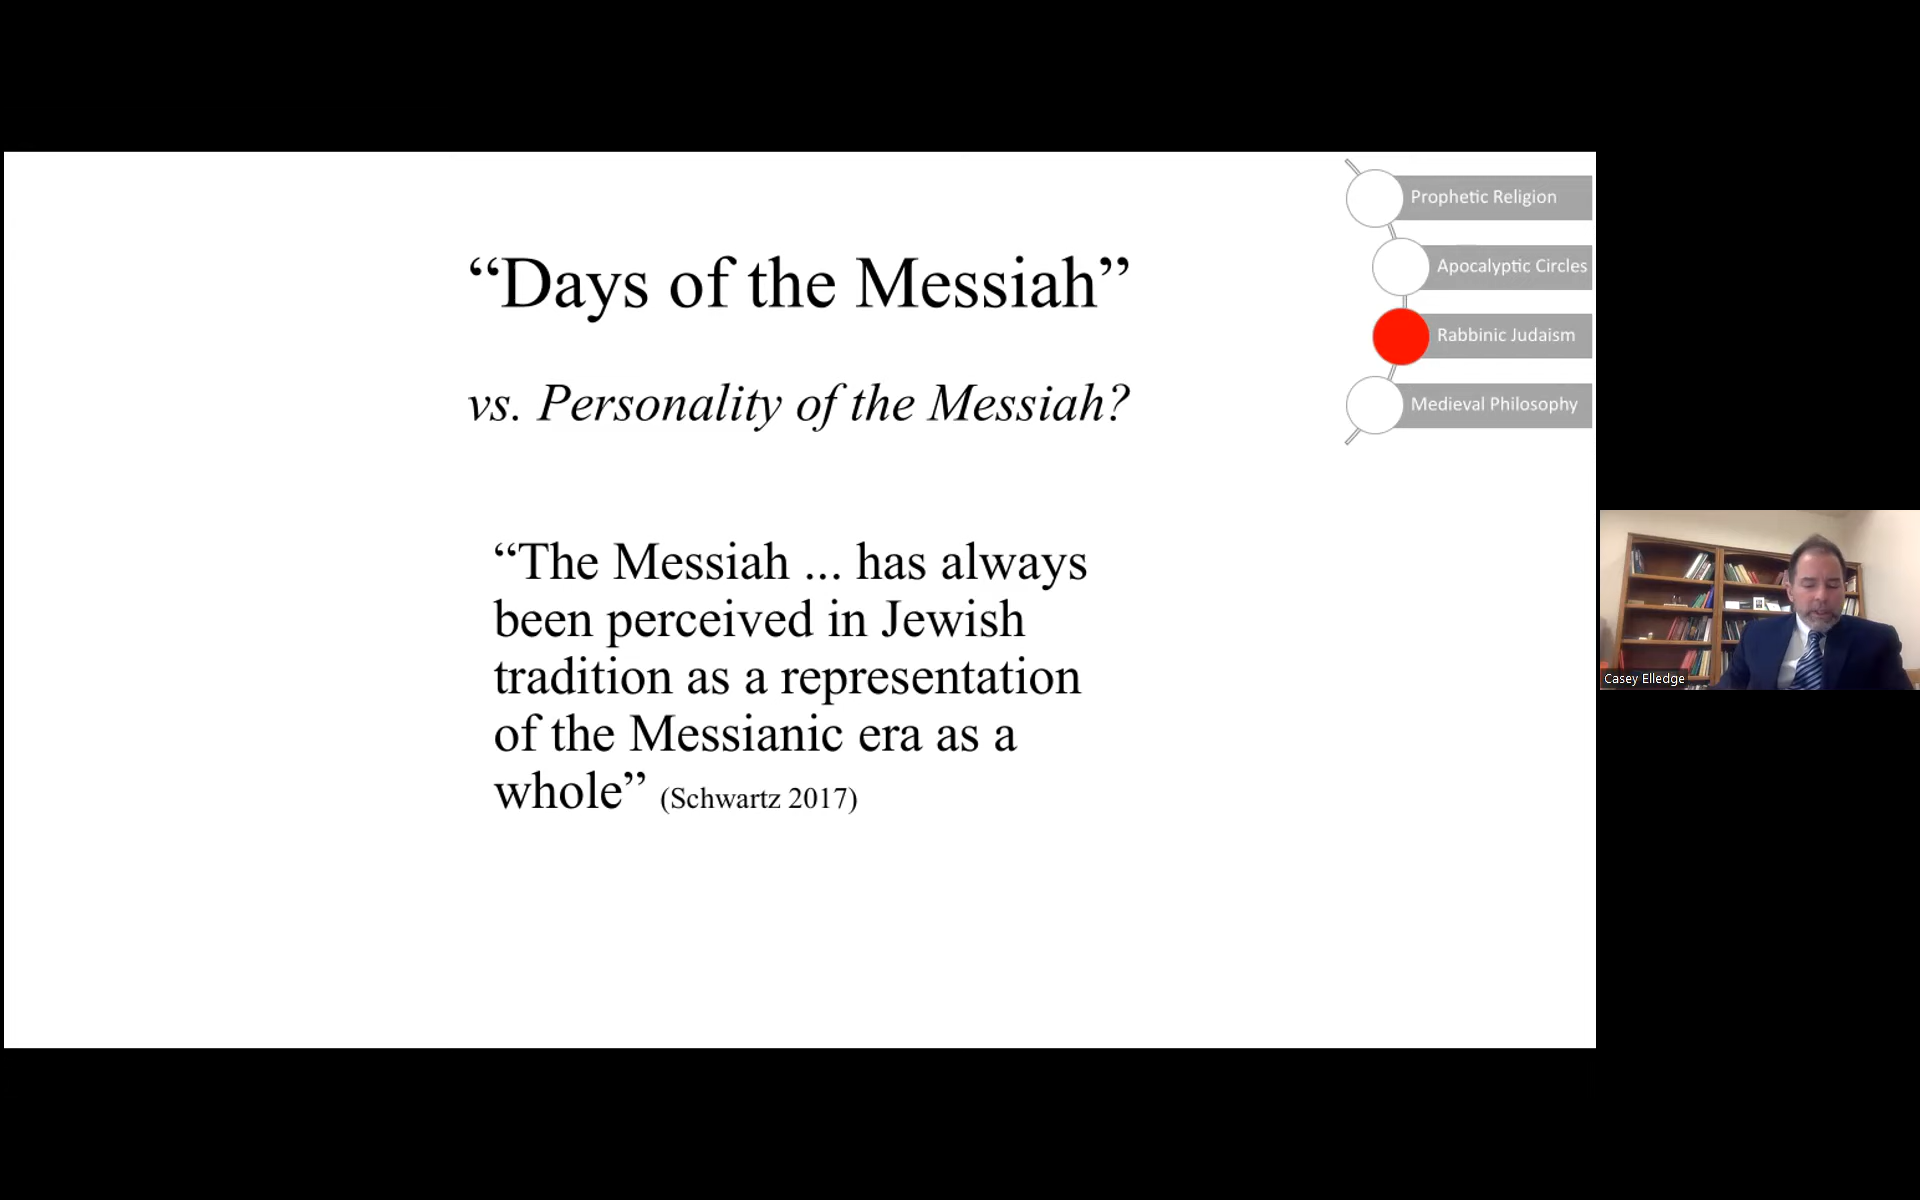 “Days of the Messiah”
vs. Personality of the Messiah?
“The Messiah ... has always
been perceived in Jewish
tradition as a representation
of the Messianic era as a
whole” (Schwartz 2017)
Prophetic Religion
Apocalyptic Circles
Rabbinic Judaism
Medieval Philosophy
Casey Elledge